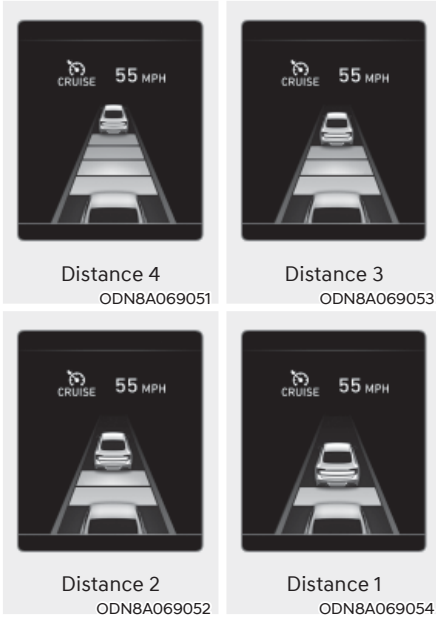 CRUISE 55 MPH
CRUISE 55 MPH
Distance 4
Distance 3
ODN8A069051
ODN8A069053
CRUISE 55 MPH
CRUISE 55 MPH
Distance 2
Distance 1
ODN8A069052
ODN8A069054